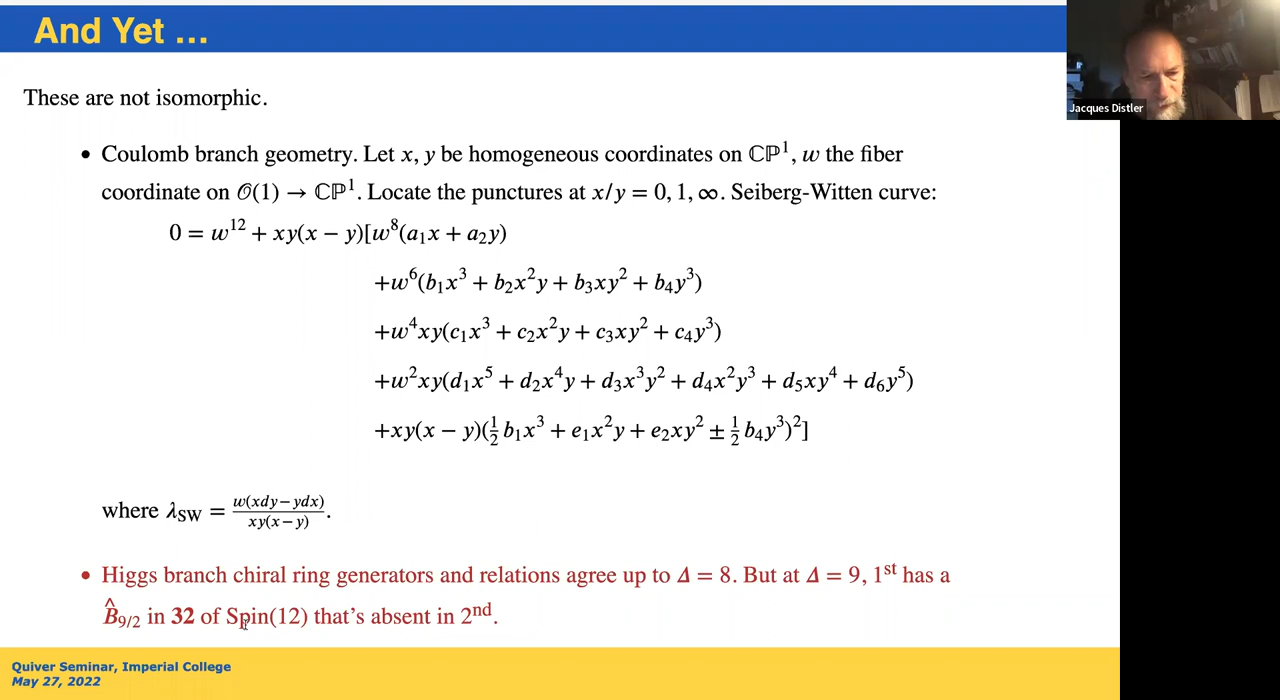 And Yet ...
Jacques Distler
These are not isomorphic.
• Coulomb branch geometry. Let x, y be homogeneous coordinates on ℂℙ¹, w the fiber
coordinate on 𝒪(1) → ℂℙ¹. Locate the punctures at x/y = 0, 1, ∞. Seiberg-Witten curve:
0 = w¹² + xy(x − y)[w⁸(a₁x + a₂y)
+w⁶(b₁x³ + b₂x²y + b₃xy² + b₄y³)
+w⁴xy(c₁x³ + c₂x²y + c₃xy² + c₄y³)
+w²xy(d₁x⁵ + d₂x⁴y + d₃x³y² + d₄x²y³ + d₅xy⁴ + d₆y⁵)
+xy(x − y)(½b₁x³ + e₁x²y + e₂xy² ± ½b₄y³)²]
where λ_SW = w(xdy−ydx)/xy(x−y).
• Higgs branch chiral ring generators and relations agree up to Δ = 8. But at Δ = 9, 1ˢᵗ has a
B̂_9/2 in 32 of Spin(12) that's absent in 2ⁿᵈ.
Quiver Seminar, Imperial College
May 27, 2022